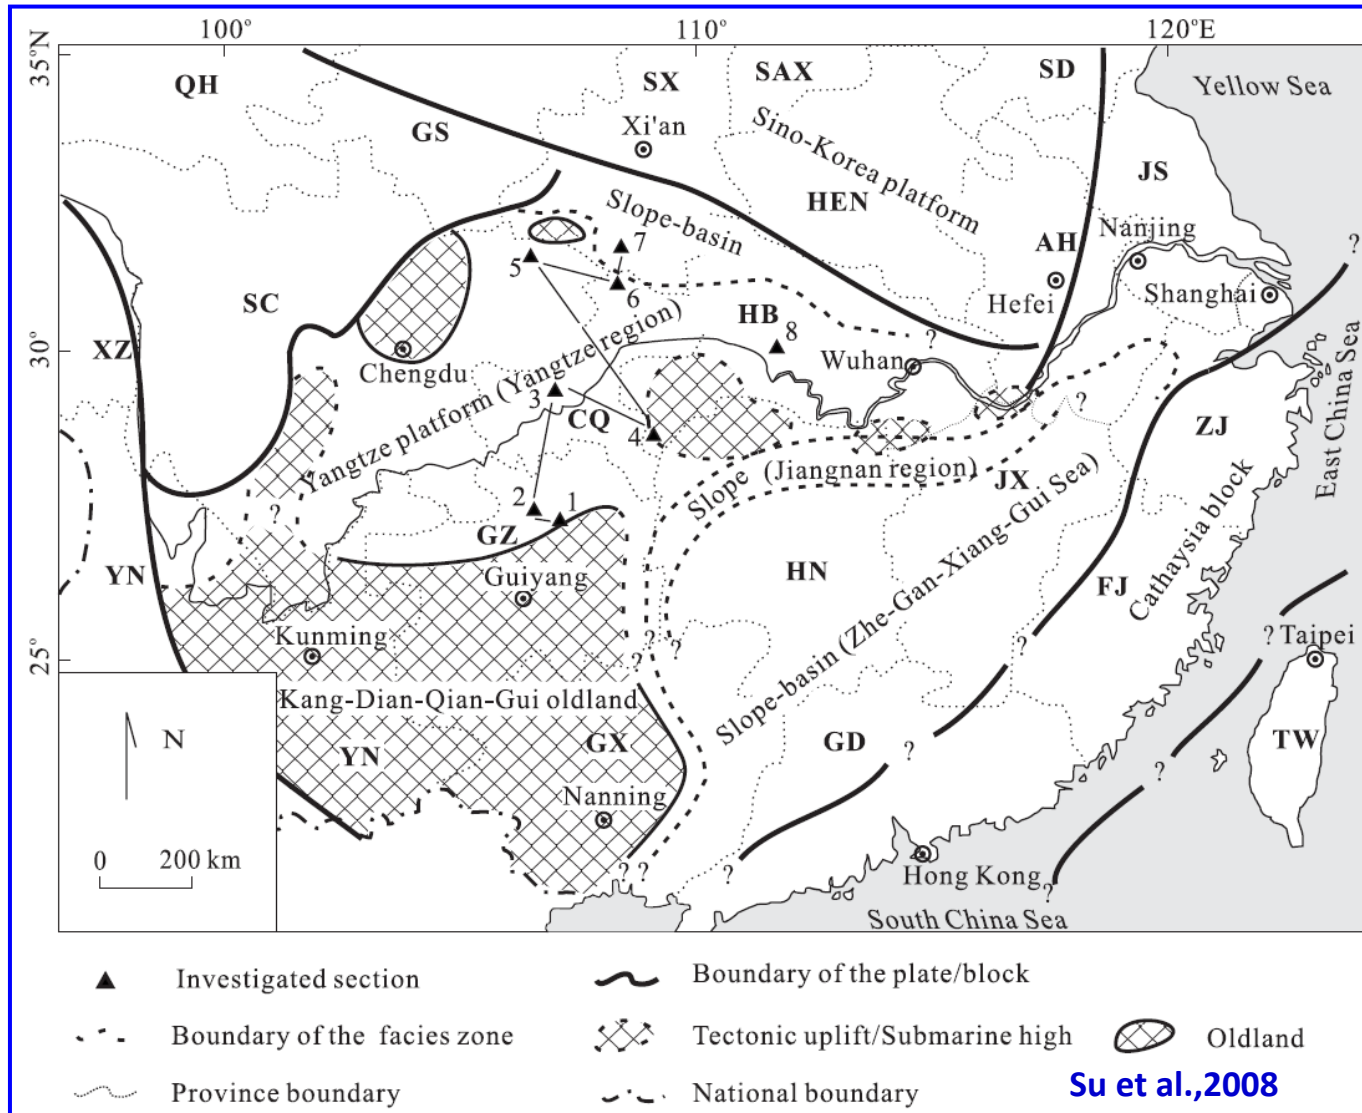 100°
110°
120°E
35°N
QH
SX
SAX
SD
Yellow Sea
GS
Xi'an
Sino-Korea platform
JS
HEN
Slope-basin
AH
Nanjing
?
7
5
6
SC
Hefei
Shanghai
HB
8
?
30°
XZ
Wuhan
Chengdu
Yangtze platform (Yangtze region)
3
CQ
4
?
ZJ
East China Sea
Slope
(Jiangnan region)
JX
?
2
1
GZ
YN
Guiyang
HN
Slope-basin (Zhe-Gan-Xiang-Gui Sea)
FJ
Cathaysia block
Kunming
?
?
?
?
?
Taipei
25°
Kang-Dian-Qian-Gui oldland
N
YN
GX
GD
?
?
TW
?
Nanning
0
200 km
? ?
?
Hong Kong
?
South China Sea
Investigated section
Boundary of the plate/block
Boundary of the facies zone
Tectonic uplift/Submarine high
Oldland
Province boundary
National boundary
Su et al.,2008